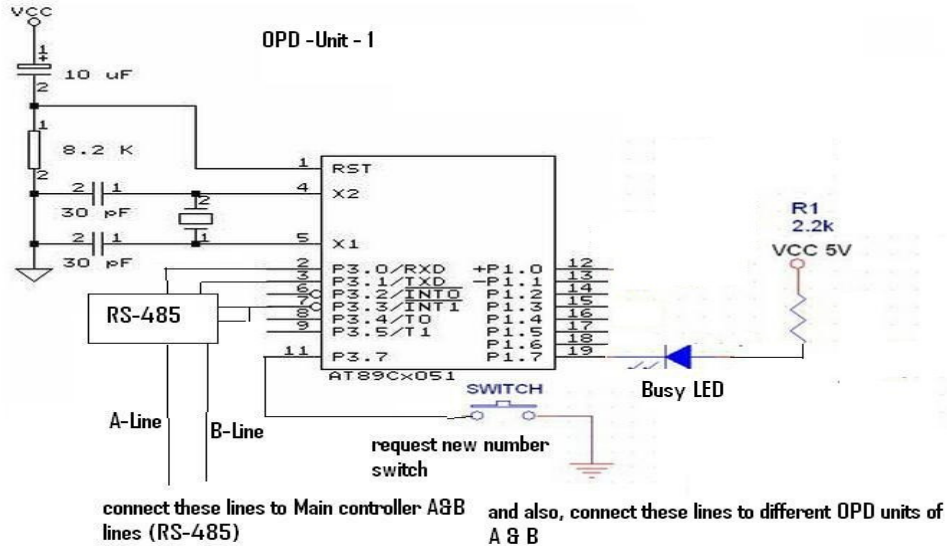 VCC
OPD -Unit - 1
1
+
10 uF
2
1
8.2 K
2
1 RST
2 1
30 pF
4 X2
2
1
2 1
30 pF
5 X1
R1
2.2k
VCC 5V
2 P3.0/RXD +P1.0 12
3 P3.1/TXD -P1.1 13
6 P3.2/INT0 P1.2 14
7 P3.3/INT1 P1.3 15
8 P3.4/T0 P1.4 16
9 P3.5/T1 P1.5 17
P1.6 18
11 P3.7 P1.7 19
RS-485
AT89Cx051
Busy LED
SWITCH
A-Line
B-Line
request new number
switch
connect these lines to Main controller A&B
lines (RS-485)
and also, connect these lines to different OPD units of
A & B